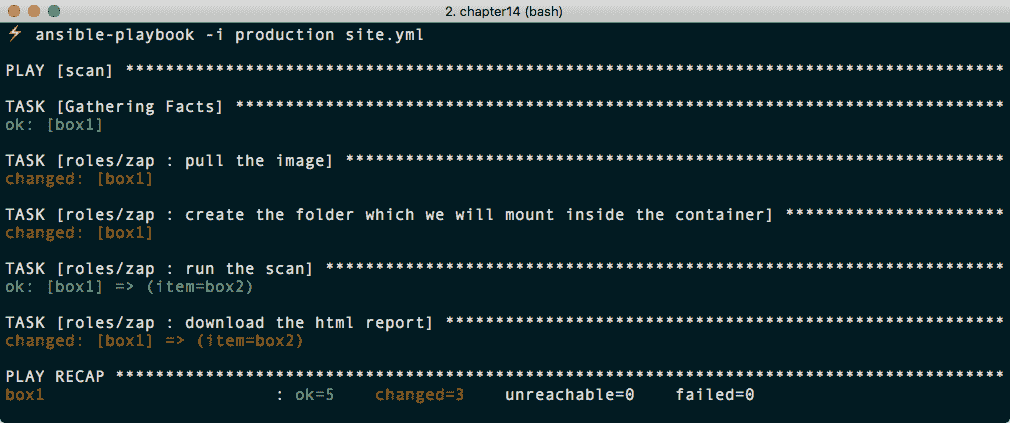 2. chapter14 (bash)
⚡ ansible-playbook -i production site.yml
PLAY [scan] ****************************************************************************************
TASK [Gathering Facts] *****************************************************************************
ok: [box1]
TASK [roles/zap : pull the image] ******************************************************************
changed: [box1]
TASK [roles/zap : create the folder which we will mount inside the container] **********************
changed: [box1]
TASK [roles/zap : run the scan] ********************************************************************
ok: [box1] => (item=box2)
TASK [roles/zap : download the html report] ********************************************************
changed: [box1] => (item=box2)
PLAY RECAP *****************************************************************************************
box1                       : ok=5    changed=3    unreachable=0    failed=0